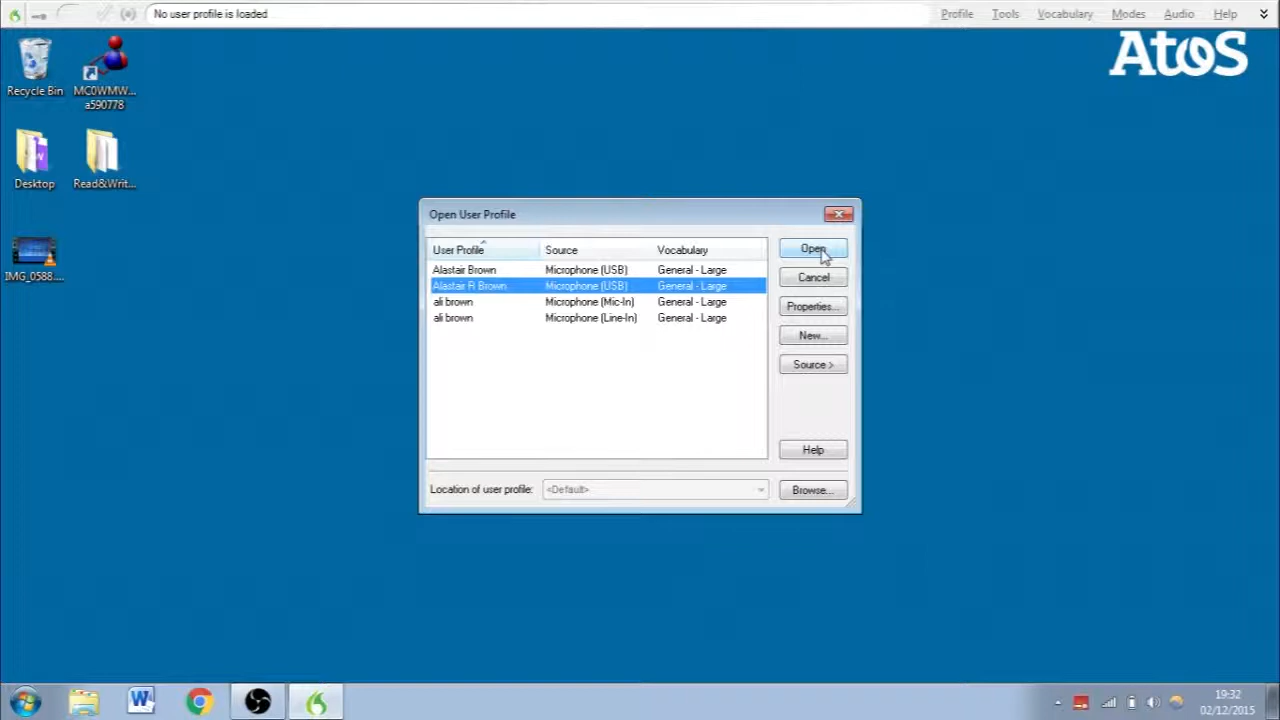 No user profile is loaded
Profile Tools Vocabulary Modes Audio Help
Atos
Recycle Bin
MC0WMW...
a590778
Desktop
Read&Writ...
IMG_0588....
Open User Profile
User Profile Source Vocabulary
Alastair Brown Microphone (USB) General - Large
Alastair R Brown Microphone (USB) General - Large
ali brown Microphone (Mic-In) General - Large
ali brown Microphone (Line-In) General - Large
Open
Cancel
Properties...
New...
Source >
Help
Location of user profile: <Default> Browse...
19:32
02/12/2015